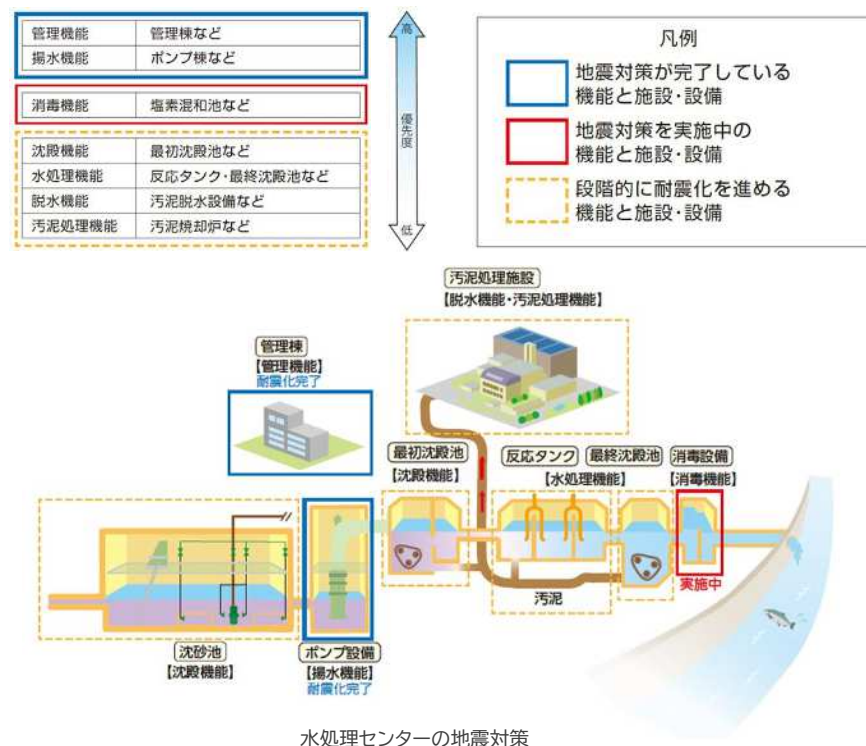 管理機能 管理棟など
揚水機能 ポンプ棟など
消毒機能 塩素混和池など
沈殿機能 最初沈殿池など
水処理機能 反応タンク・最終沈殿池など
脱水機能 汚泥脱水設備など
汚泥処理機能 汚泥焼却炉など
高
優先度
低
凡例
地震対策が完了している
機能と施設・設備
地震対策を実施中の
機能と施設・設備
段階的に耐震化を進める
機能と施設・設備
汚泥処理施設
【脱水機能・汚泥処理機能】
管理棟
【管理機能】
耐震化完了
最初沈殿池
【沈殿機能】
反応タンク 最終沈殿池
【水処理機能】
消毒設備
【消毒機能】
実施中
汚泥
沈砂池
【沈殿機能】
ポンプ設備
【揚水機能】
耐震化完了
水処理センターの地震対策